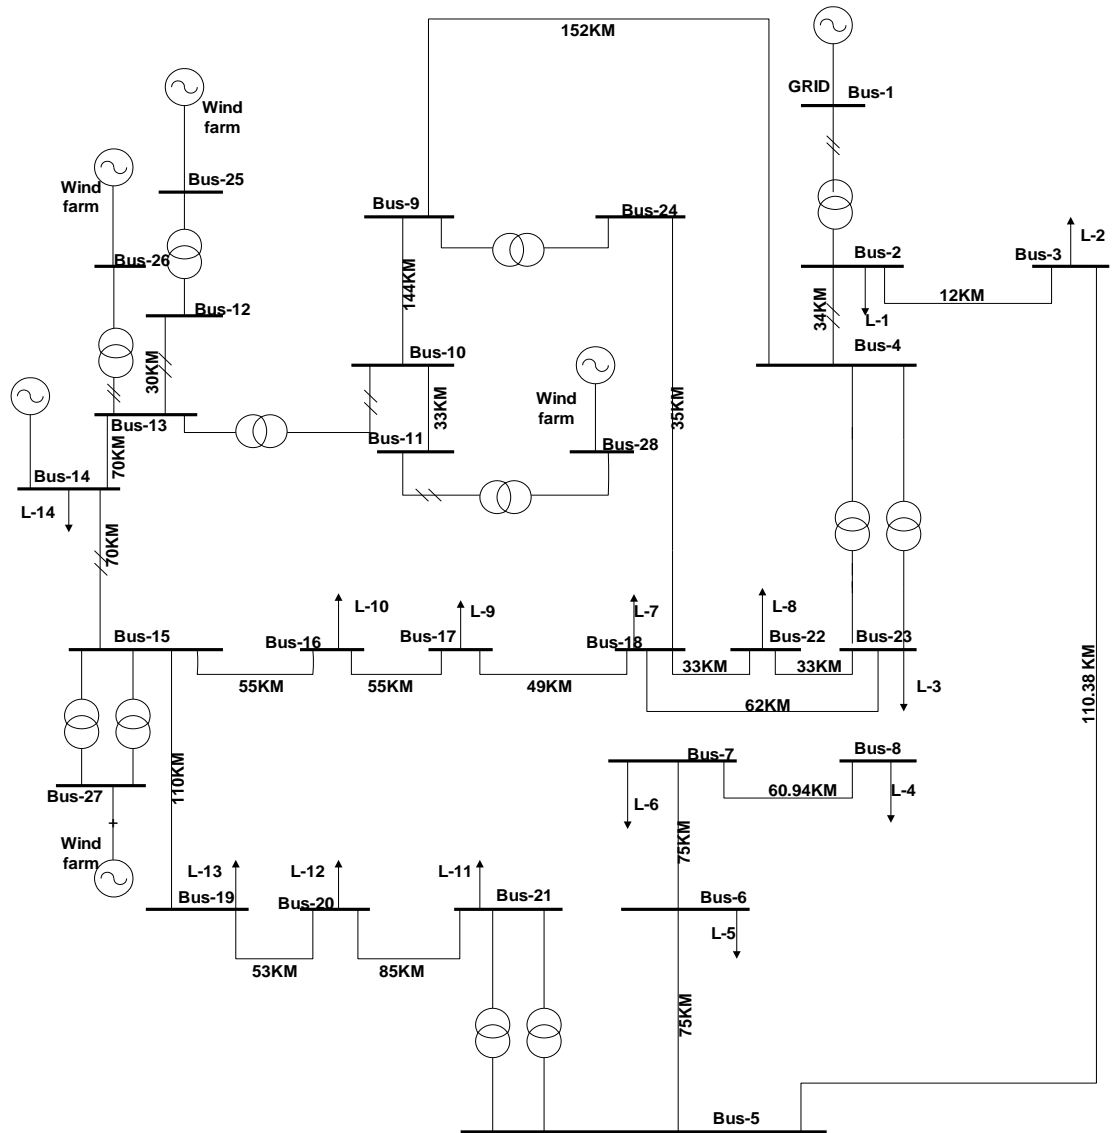 152KM
GRID
Bus-1
Wind
farm
Wind
farm
Bus-25
Bus-9
Bus-24
L-2
Bus-26
Bus-2
Bus-3
144KM
12KM
Bus-12
34KM
L-1
Bus-4
30KM
Bus-10
33KM
Wind
farm
35KM
Bus-13
Bus-11
Bus-28
70KM
Bus-14
L-14
70KM
L-10
L-9
L-7
L-8
Bus-15
Bus-16
Bus-17
Bus-18
Bus-22
Bus-23
55KM
55KM
49KM
33KM
33KM
L-3
62KM
110.38 KM
Bus-7
Bus-8
110KM
Bus-27
60.94KM
L-4
L-6
Wind
farm
75KM
L-13
L-12
L-11
Bus-19
Bus-20
Bus-21
Bus-6
L-5
53KM
85KM
75KM
Bus-5